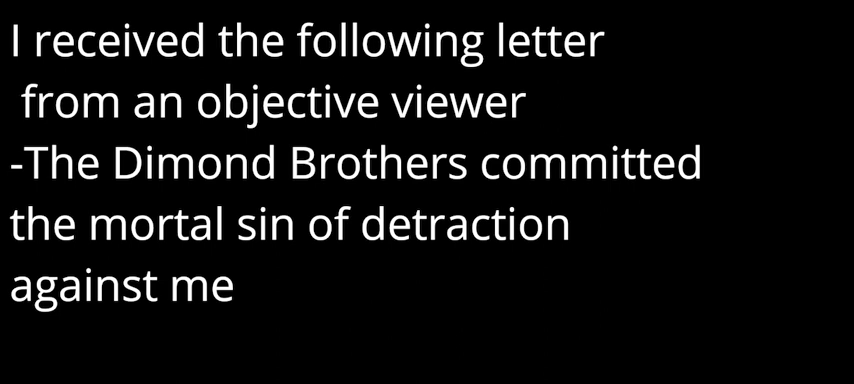 I received the following letter
from an objective viewer
-The Dimond Brothers committed
the mortal sin of detraction
against me